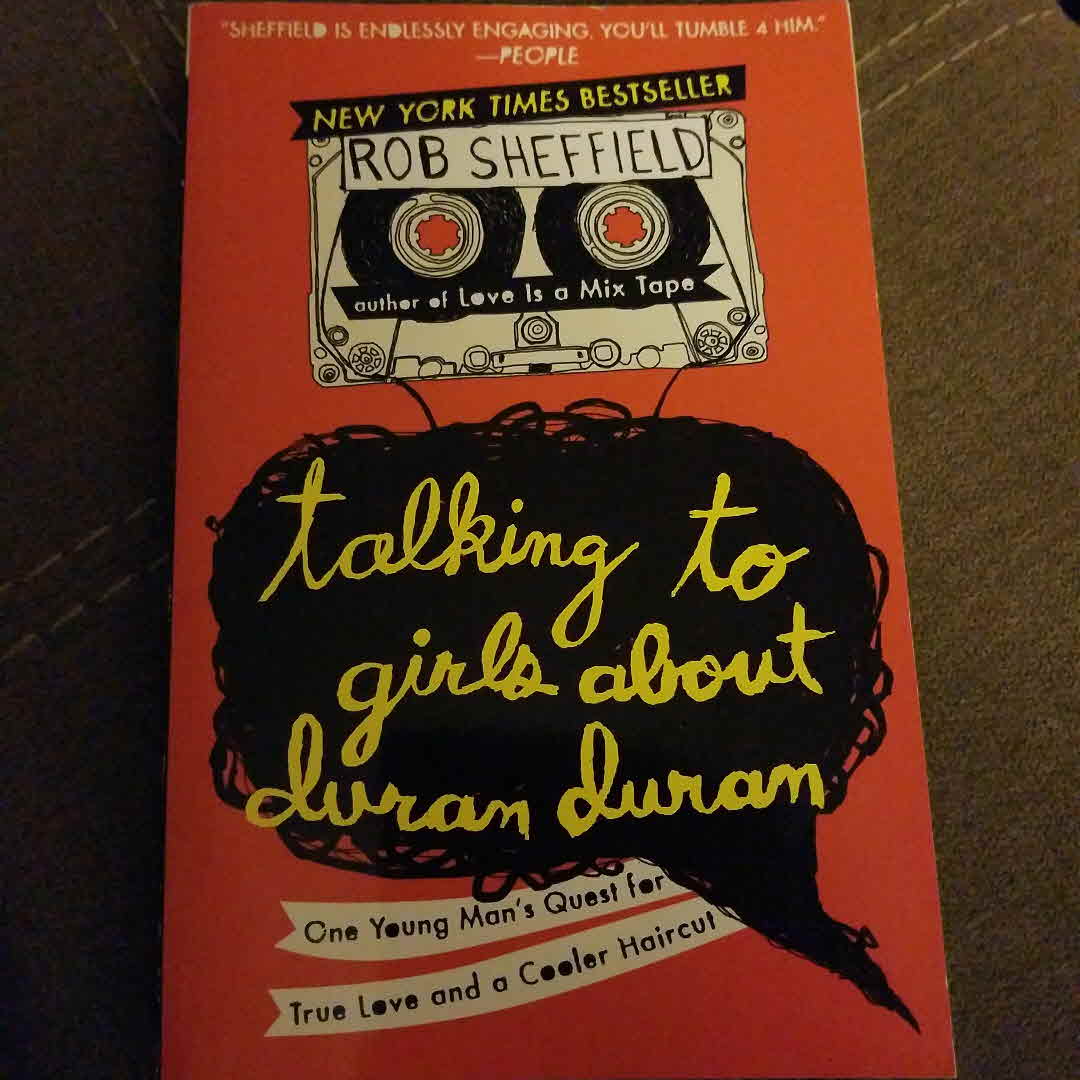 "SHEFFIELD IS ENDLESSLY ENGAGING. YOU'LL TUMBLE 4 HIM."
—PEOPLE
NEW YORK TIMES BESTSELLER
ROB SHEFFIELD
author of Love Is a Mix Tape
talking to
girls about
duran duran
One Young Man's Quest for
True Love and a Cooler Haircut